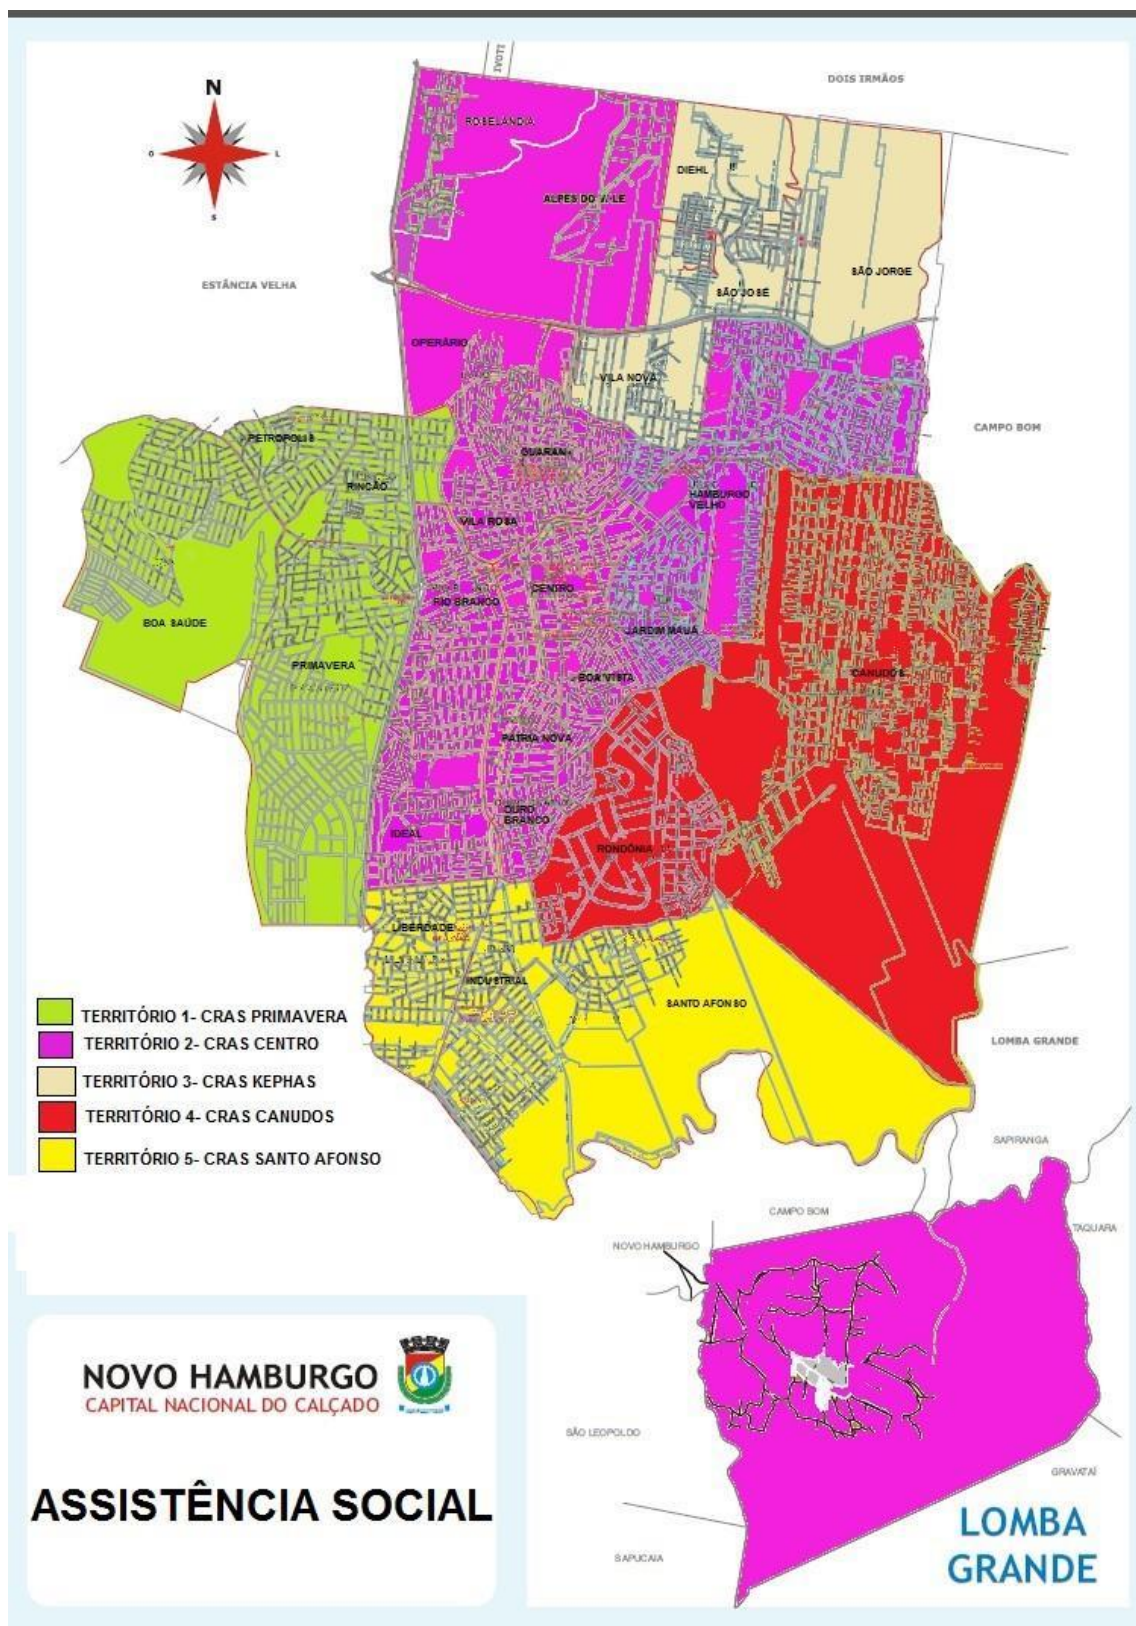 IVOTI
DOIS IRMÃOS
N
O
L
S
ROSELANDIA
DIEHL
ALPES DO VALE
SÃO JORGE
ESTÂNCIA VELHA
SÃO JOSÉ
OPERÁRIO
VILA NOVA
CAMPO BOM
PETROPOLIS
GUARANI
RINCÃO
HAMBURGO
VELHO
VILA ROSA
CENTRO
RIO BRANCO
BOA SAÚDE
JARDIM MAUÁ
PRIMAVERA
BOA VISTA
CANUDOS
PATRIA NOVA
OURO
BRANCO
IDEAL
RONDÔNIA
LIBERDADE
INDUSTRIAL
SANTO AFONSO
LOMBA GRANDE
TERRITÓRIO 1- CRAS PRIMAVERA
TERRITÓRIO 2- CRAS CENTRO
TERRITÓRIO 3- CRAS KEPHAS
TERRITÓRIO 4- CRAS CANUDOS
TERRITÓRIO 5- CRAS SANTO AFONSO
SAPIRANGA
CAMPO BOM
TAQUARA
NOVO HAMBURGO
SÃO LEOPOLDO
GRAVATAÍ
SAPUCAIA
LOMBA
GRANDE
NOVO HAMBURGO
CAPITAL NACIONAL DO CALÇADO
ASSISTÊNCIA SOCIAL